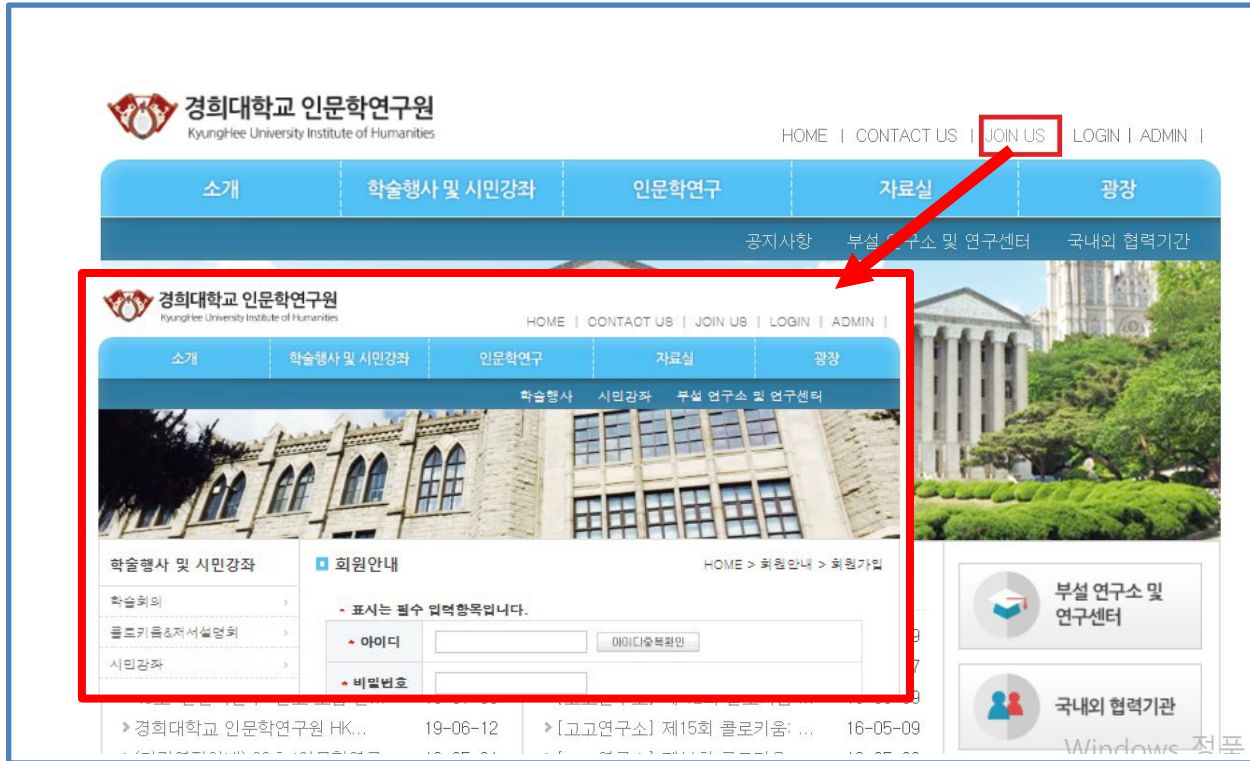 경희대학교 인문학연구원
KyungHee University Institute of Humanities
HOME | CONTACT US | JOIN US LOGIN | ADMIN |
소개 학술행사 및 시민강좌 인문학연구 자료실 광장
공지사항 부설 연구소 및 연구센터 국내외 협력기관
경희대학교 인문학연구원
KyungHee University Institute of Humanities
HOME | CONTACT US | JOIN US | LOGIN | ADMIN |
소개 학술행사 및 시민강좌 인문학연구 자료실 광장
학술행사 시민강좌 부설 연구소 및 연구센터
학술행사 및 시민강좌
학술회의
콜로키움&저서설명회
시민강좌
회원안내
HOME > 회원안내 > 회원가입
표시는 필수 입력항목입니다.
아이디 아이디중복확인
비밀번호
부설 연구소 및
연구센터
국내외 협력기관
경희대학교 인문학연구원 HK... 19-06-12
[고고연구소] 제15회 콜로키움: ... 16-05-09
Windows 정품